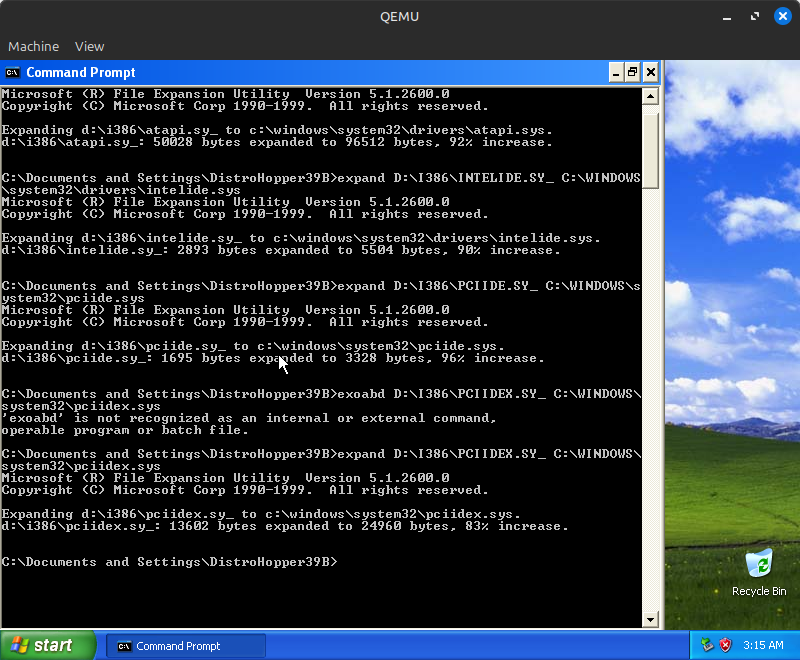 QEMU
Machine View
Command Prompt
Microsoft (R) File Expansion Utility  Version 5.1.2600.0
Copyright (C) Microsoft Corp 1990-1999.  All rights reserved.
Expanding d:\i386\atapi.sy_ to c:\windows\system32\drivers\atapi.sys.
d:\i386\atapi.sy_: 50028 bytes expanded to 96512 bytes, 92% increase.
C:\Documents and Settings\DistroHopper39B>expand D:\I386\INTELIDE.SY_ C:\WINDOWS
\system32\drivers\intelide.sys
Microsoft (R) File Expansion Utility  Version 5.1.2600.0
Copyright (C) Microsoft Corp 1990-1999.  All rights reserved.
Expanding d:\i386\intelide.sy_ to c:\windows\system32\drivers\intelide.sys.
d:\i386\intelide.sy_: 2893 bytes expanded to 5504 bytes, 90% increase.
C:\Documents and Settings\DistroHopper39B>expand D:\I386\PCIIDE.SY_ C:\WINDOWS\s
ystem32\pciide.sys
Microsoft (R) File Expansion Utility  Version 5.1.2600.0
Copyright (C) Microsoft Corp 1990-1999.  All rights reserved.
Expanding d:\i386\pciide.sy_ to c:\windows\system32\pciide.sys.
d:\i386\pciide.sy_: 1695 bytes expanded to 3328 bytes, 96% increase.
C:\Documents and Settings\DistroHopper39B>exoabd D:\I386\PCIIDEX.SY_ C:\WINDOWS\
system32\pciidex.sys
'exoabd' is not recognized as an internal or external command,
operable program or batch file.
C:\Documents and Settings\DistroHopper39B>expand D:\I386\PCIIDEX.SY_ C:\WINDOWS\
system32\pciidex.sys
Microsoft (R) File Expansion Utility  Version 5.1.2600.0
Copyright (C) Microsoft Corp 1990-1999.  All rights reserved.
Expanding d:\i386\pciidex.sy_ to c:\windows\system32\pciidex.sys.
d:\i386\pciidex.sy_: 13602 bytes expanded to 24960 bytes, 83% increase.
C:\Documents and Settings\DistroHopper39B>
Recycle Bin
start
Command Prompt
3:15 AM